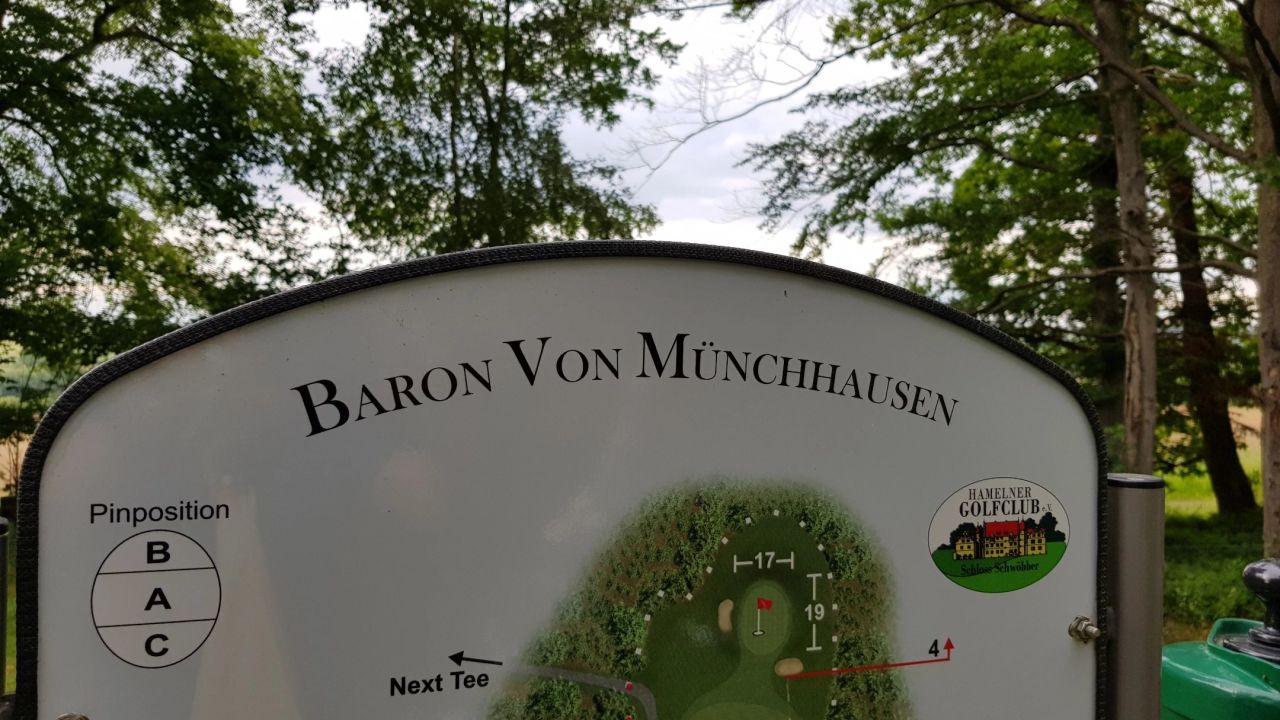 BARON VON MÜNCHHAUSEN
Pinposition
B
A
C
HAMELNER
GOLFCLUB e.V.
Schloss Schwöbber
17
19
4
Next Tee